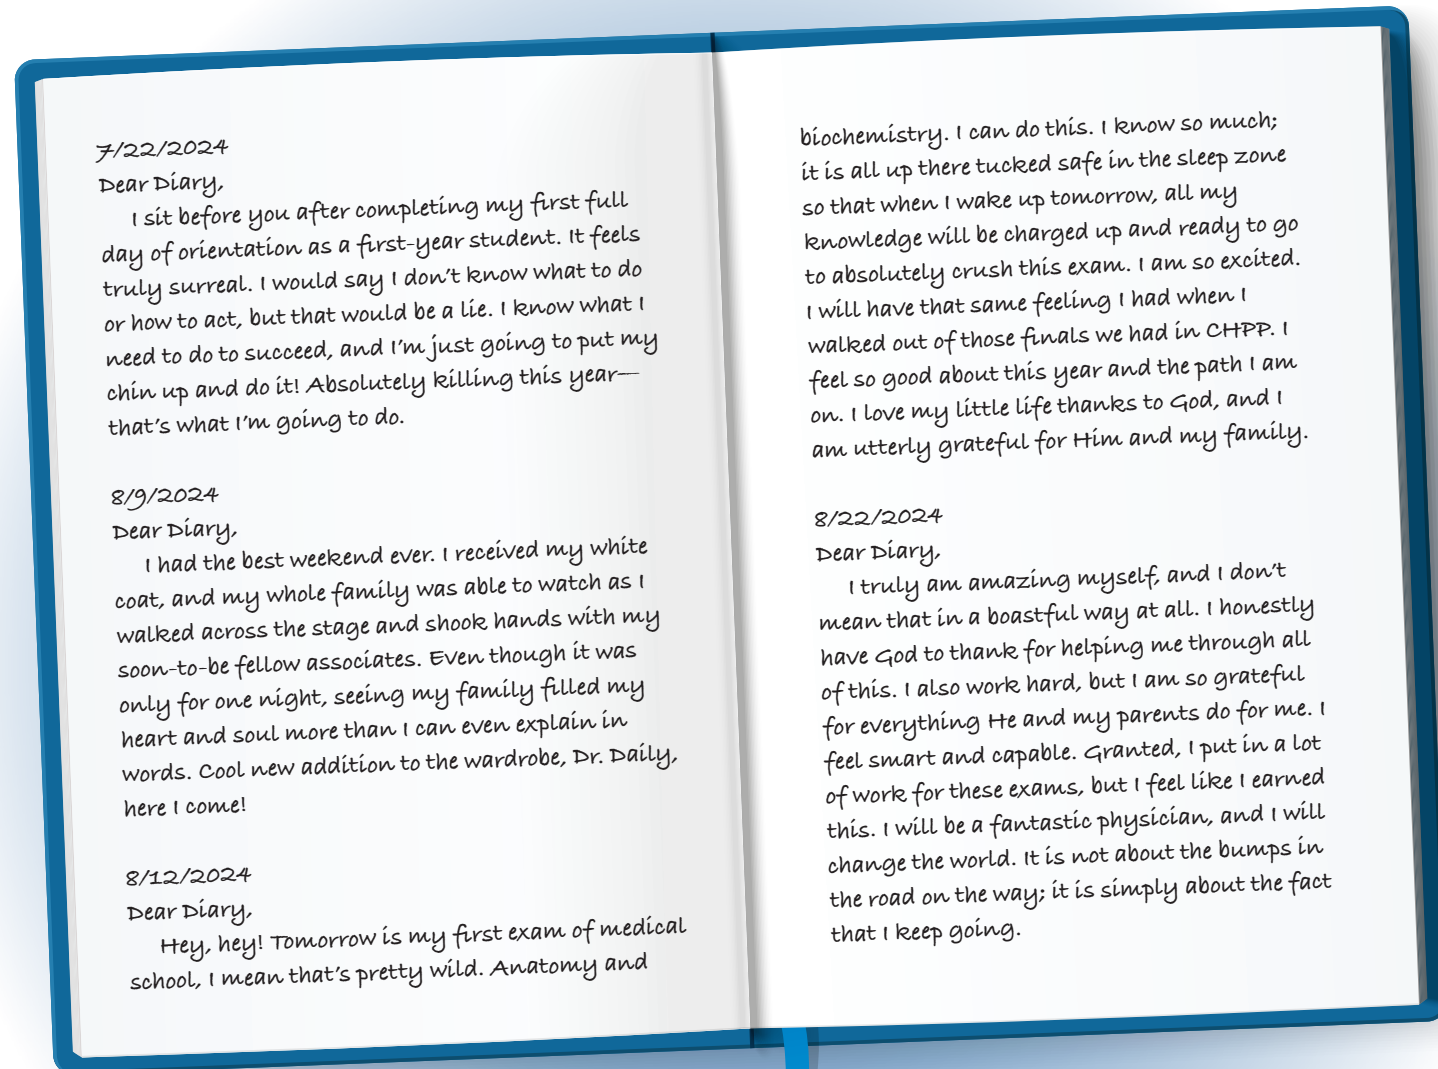 7/22/2024
Dear Diary,
I sit before you after completing my first full
day of orientation as a first-year student. It feels
truly surreal. I would say I don't know what to do
or how to act, but that would be a lie. I know what I
need to do to succeed, and I'm just going to put my
chin up and do it! Absolutely killing this year—
that's what I'm going to do.

8/9/2024
Dear Diary,
I had the best weekend ever. I received my white
coat, and my whole family was able to watch as I
walked across the stage and shook hands with my
soon-to-be fellow associates. Even though it was
only for one night, seeing my family filled my
heart and soul more than I can even explain in
words. Cool new addition to the wardrobe, Dr. Daily,
here I come!

8/12/2024
Dear Diary,
Hey, hey! Tomorrow is my first exam of medical
school, I mean that's pretty wild. Anatomy and
biochemistry. I can do this. I know so much;
it is all up there tucked safe in the sleep zone
so that when I wake up tomorrow, all my
knowledge will be charged up and ready to go
to absolutely crush this exam. I am so excited.
I will have that same feeling I had when I
walked out of those finals we had in CHPP. I
feel so good about this year and the path I am
on. I love my little life thanks to God, and I
am utterly grateful for Him and my family.

8/22/2024
Dear Diary,
I truly am amazing myself, and I don't
mean that in a boastful way at all. I honestly
have God to thank for helping me through all
of this. I also work hard, but I am so grateful
for everything He and my parents do for me. I
feel smart and capable. Granted, I put in a lot
of work for these exams, but I feel like I earned
this. I will be a fantastic physician, and I will
change the world. It is not about the bumps in
the road on the way; it is simply about the fact
that I keep going.